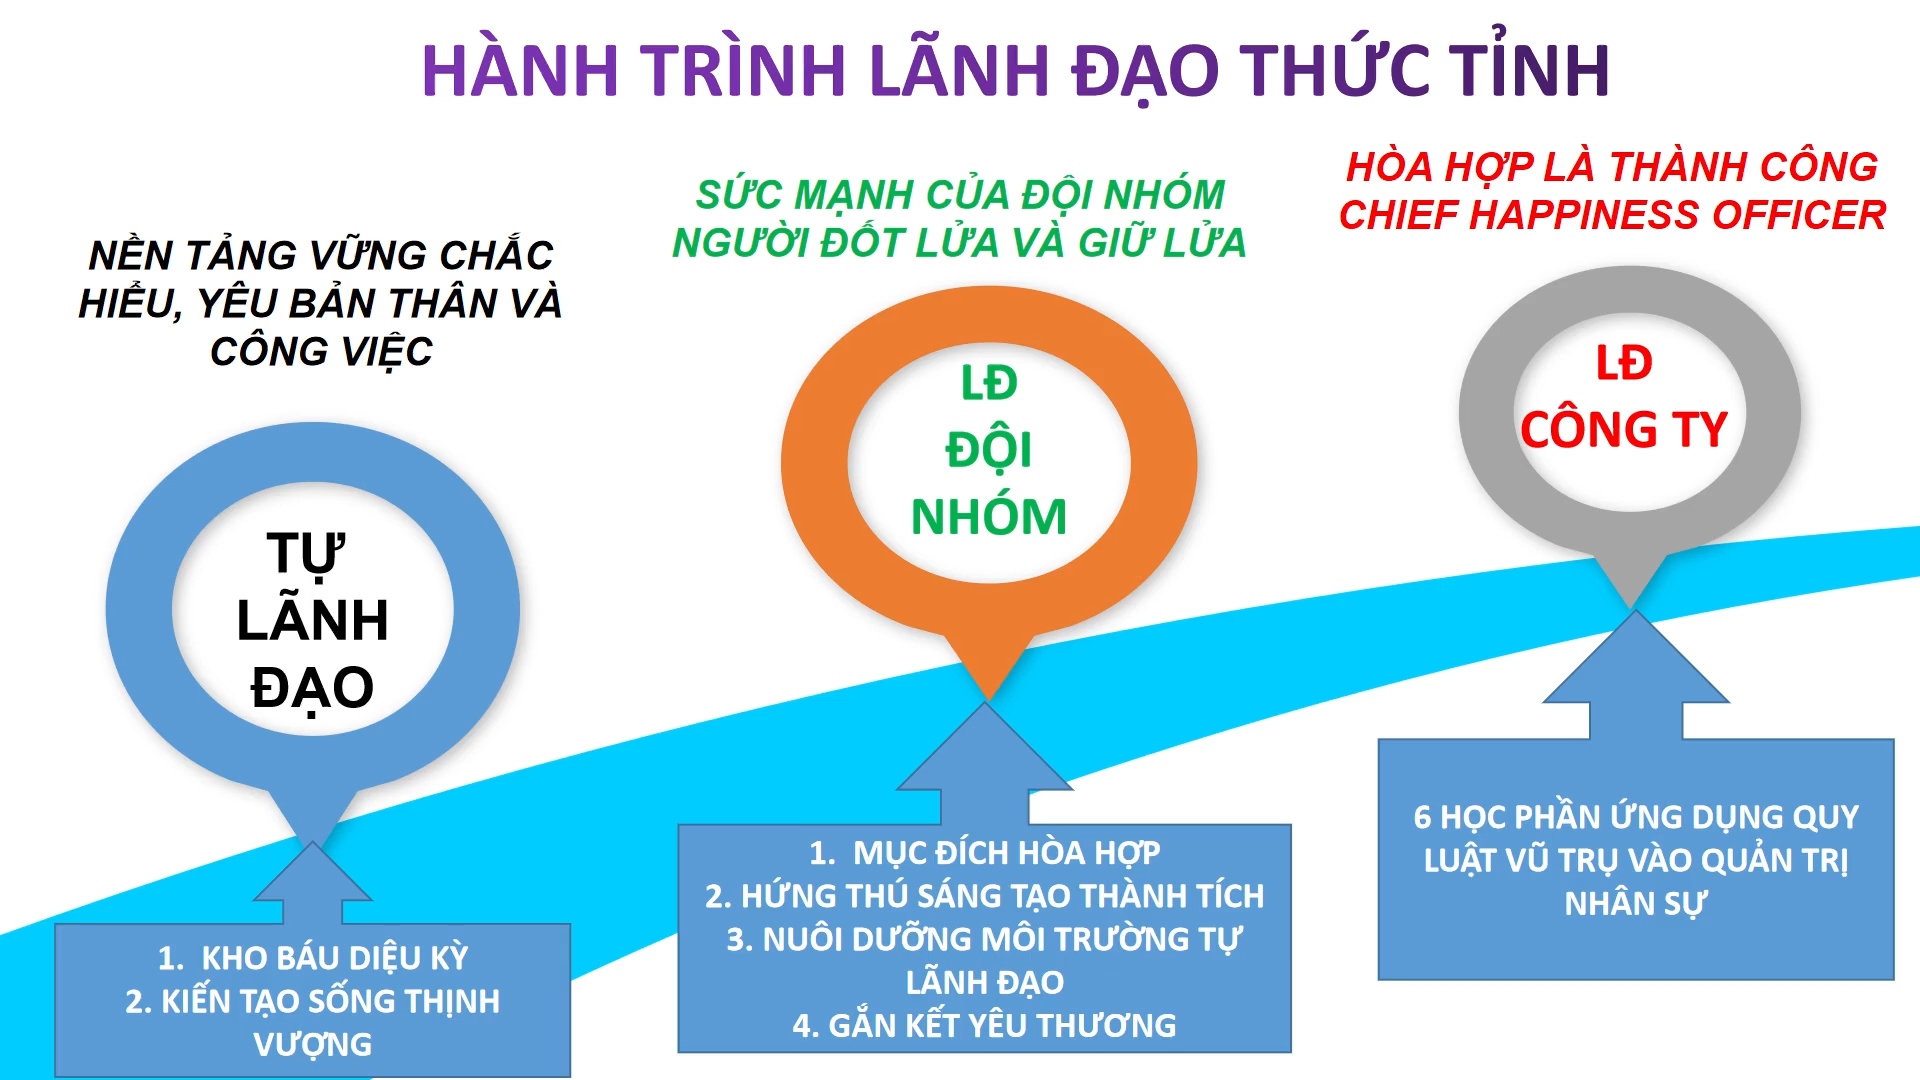 HÀNH TRÌNH LÃNH ĐẠO THỨC TỈNH
NỀN TẢNG VỮNG CHẮC
HIỂU, YÊU BẢN THÂN VÀ
CÔNG VIỆC
TỰ
LÃNH
ĐẠO
1. KHO BÁU DIỆU KỲ
2. KIẾN TẠO SỐNG THỊNH
VƯỢNG
SỨC MẠNH CỦA ĐỘI NHÓM
NGƯỜI ĐỐT LỬA VÀ GIỮ LỬA
LĐ
ĐỘI
NHÓM
1. MỤC ĐÍCH HÒA HỢP
2. HỨNG THÚ SÁNG TẠO THÀNH TÍCH
3. NUÔI DƯỠNG MÔI TRƯỜNG TỰ
LÃNH ĐẠO
4. GẮN KẾT YÊU THƯƠNG
HÒA HỢP LÀ THÀNH CÔNG
CHIEF HAPPINESS OFFICER
LĐ
CÔNG TY
6 HỌC PHẦN ỨNG DỤNG QUY
LUẬT VŨ TRỤ VÀO QUẢN TRỊ
NHÂN SỰ